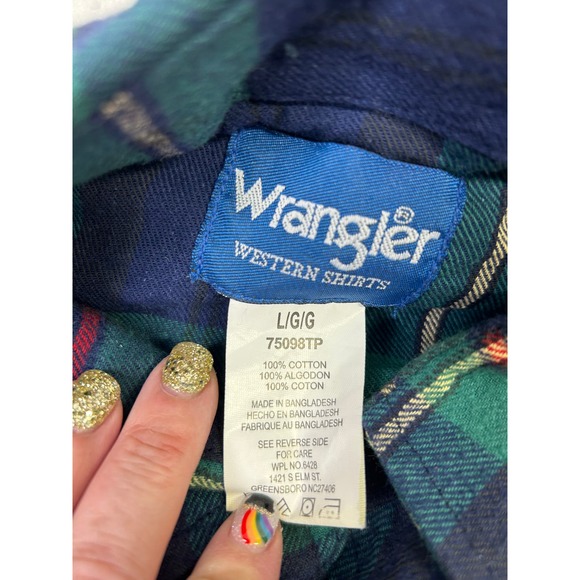 Wrangler ®
WESTERN SHIRTS
L/G/G
75098TP
100% COTTON
100% ALGODON
100% COTON
MADE IN BANGLADESH
HECHO EN BANGLADESH
FABRIQUE AU BANGLADESH
SEE REVERSE SIDE
FOR CARE
WPL NO. 6428
1421 S ELM ST.
GREENSBORO NC27406